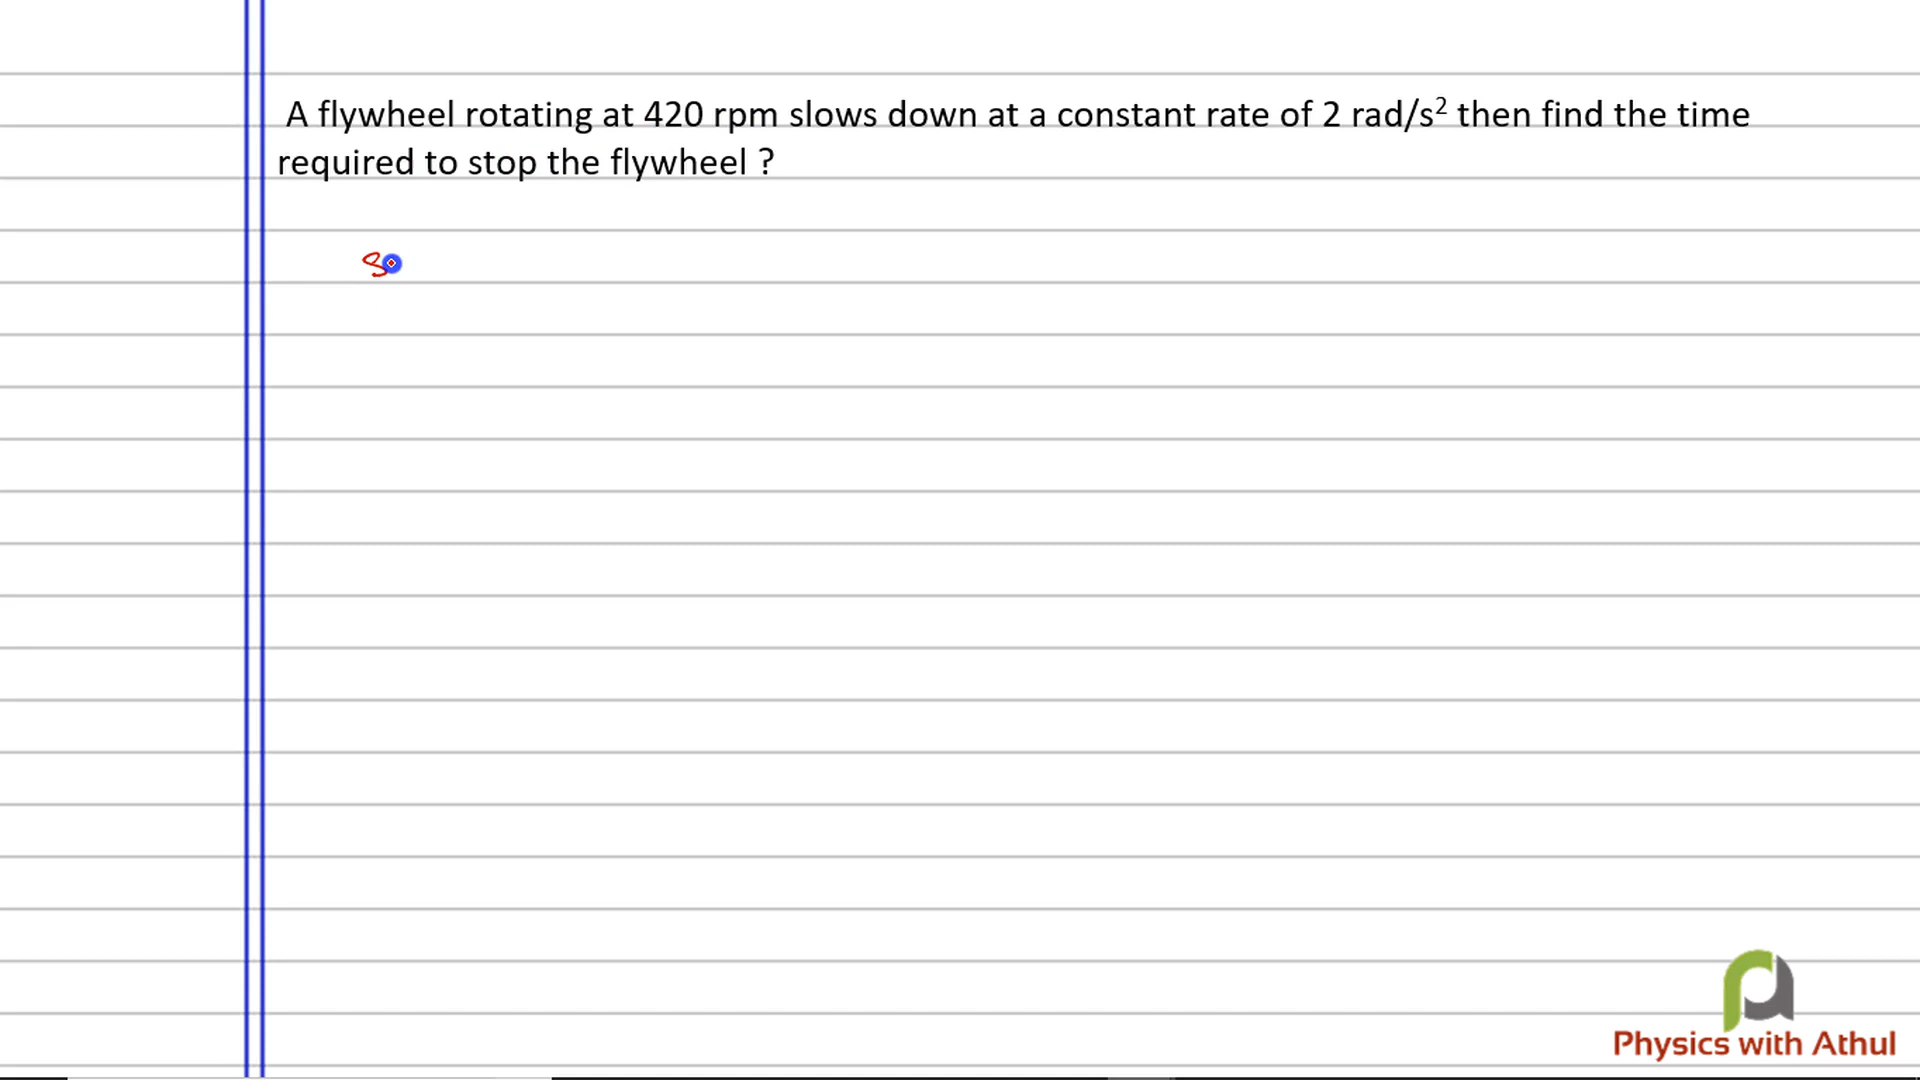 A flywheel rotating at 420 rpm slows down at a constant rate of 2 rad/s² then find the time
required to stop the flywheel ?
S
Physics with Athul